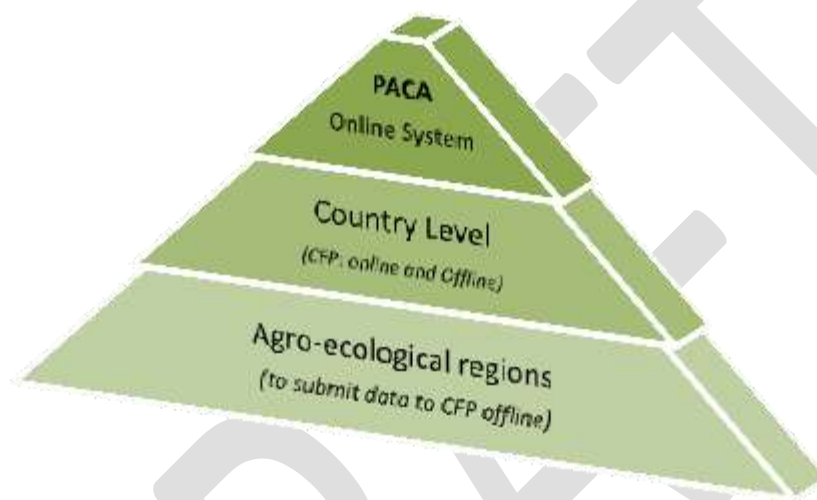 PACA
Online System
Country Level
(CFP: online and Offline)
Agro-ecological regions
(to submit data to CFP offline)